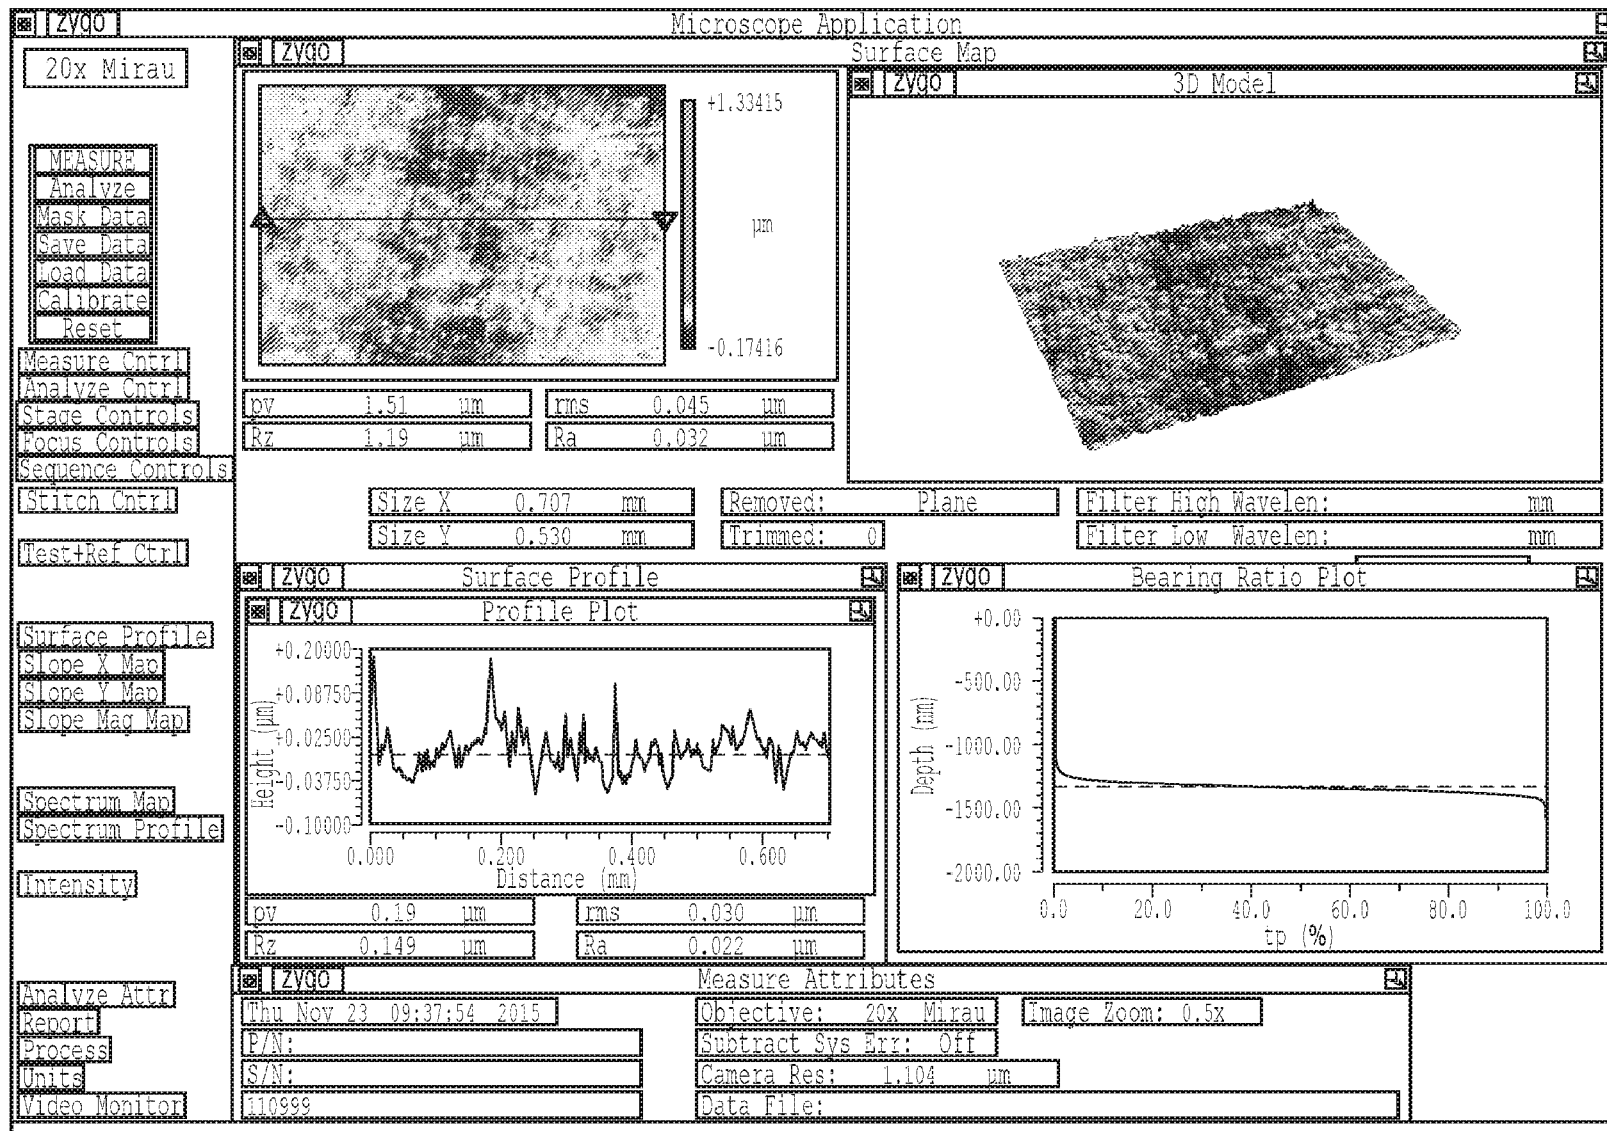 zygo Microscope Application
20x Mirau
MEASURE
Analyze
Mask Data
Save Data
Load Data
Calibrate
Reset
Measure Cntrl
Analyze Cntrl
Stage Controls
Focus Controls
Sequence Controls
Stitch Cntrl
Test+Ref Ctrl
Surface Profile
Slope X Map
Slope Y Map
Slope Mag Map
Spectrum Map
Spectrum Profile
Intensity
Analyze Attr
Report
Process
Units
Video Monitor
zygo Surface Map
+1.33415
µm
-0.17416
pv 1.51 µm rms 0.045 µm
Rz 1.19 µm Ra 0.032 µm
zygo 3D Model
Size X 0.707 mm Removed: Plane Filter High Wavelen: mm
Size Y 0.530 mm Trimmed: 0 Filter Low Wavelen: mm
zygo Surface Profile
zygo Profile Plot
Height (µm)
+0.20000
+0.08750
+0.02500
-0.03750
-0.10000
0.000 0.200 0.400 0.600
Distance (mm)
pv 0.19 µm rms 0.030 µm
Rz 0.149 µm Ra 0.022 µm
zygo Bearing Ratio Plot
Depth (nm)
+0.00
-500.00
-1000.00
-1500.00
-2000.00
0.0 20.0 40.0 60.0 80.0 100.0
tp (%)
zygo Measure Attributes
Thu Nov 23 09:37:54 2015 Objective: 20x Mirau Image Zoom: 0.5x
P/N: Subtract Sys Err: Off
S/N: Camera Res: 1.104 µm
110999 Data File: